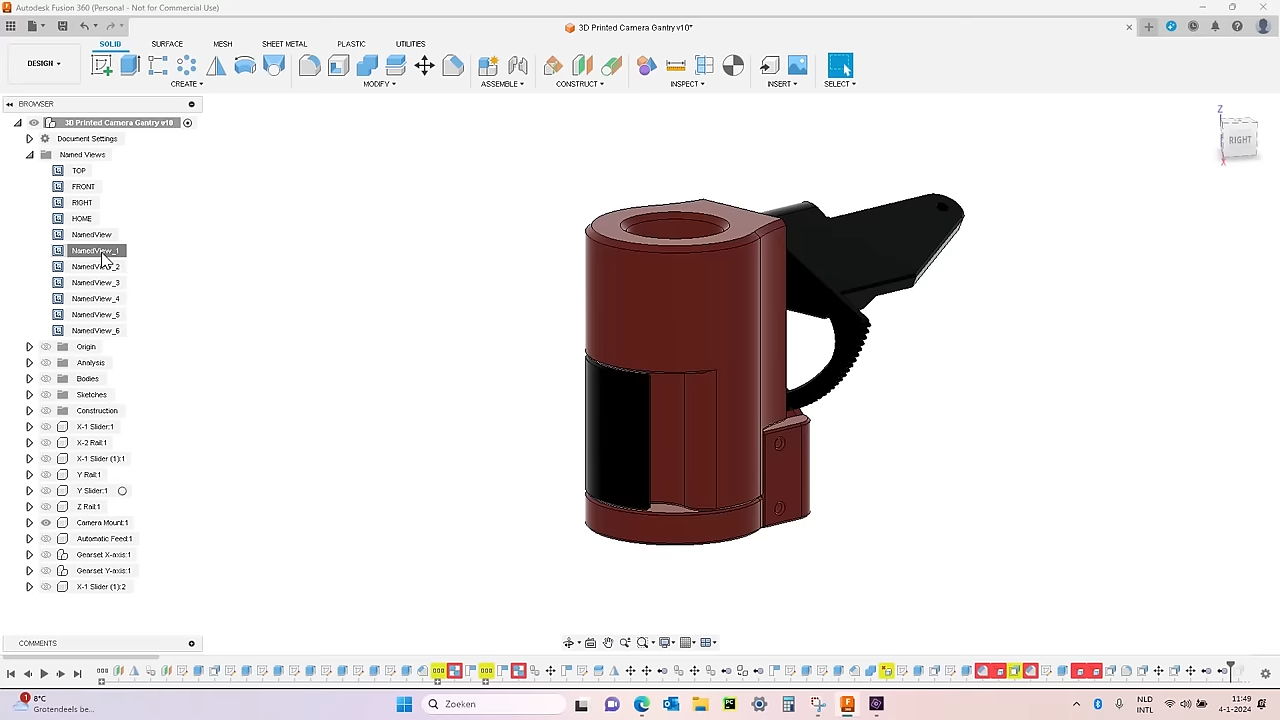 Autodesk Fusion 360 (Personal - Not for Commercial Use)
3D Printed Camera Gantry v10*
DESIGN
SOLID SURFACE MESH SHEET METAL PLASTIC UTILITIES
CREATE MODIFY ASSEMBLE CONSTRUCT INSPECT INSERT SELECT
BROWSER
3D Printed Camera Gantry v10
Document Settings
Named Views
TOP
FRONT
RIGHT
HOME
NamedView
NamedView_1
NamedView_2
NamedView_3
NamedView_4
NamedView_5
NamedView_6
Origin
Analysis
Bodies
Sketches
Construction
X-1 Slider:1
X-2 Rail:1
X-1 Slider (1):1
Y Rail:1
Y Slider:1
Z Rail:1
Camera Mount:1
Automatic Feed:1
Gearset X-axis:1
Gearset Y-axis:1
X-1 Slider (1):2
Z
RIGHT
X
COMMENTS
1
8°C
Grotendeels be...
Zoeken
NLD
INTL
11:49
4-1-2024